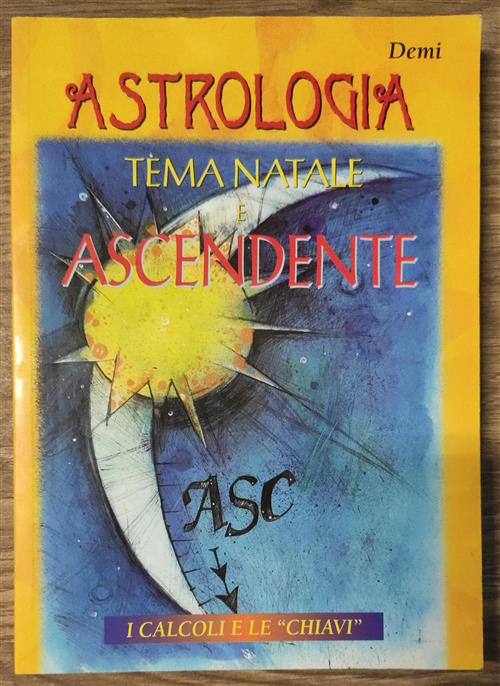 Demi
ASTROLOGIA
TEMA NATALE
E
ASCENDENTE
ASC
I CALCOLI E LE "CHIAVI"